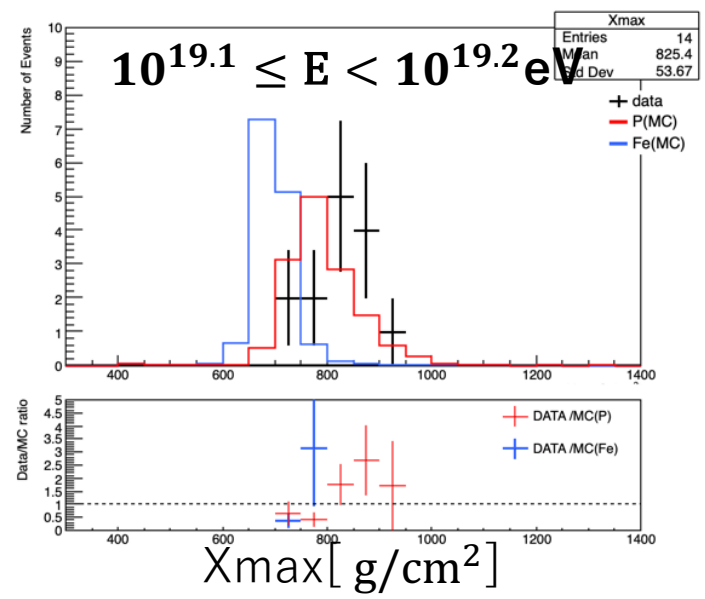 Xmax
Entries 14
Mean 825.4
Std Dev 53.67
10^19.1 ≤ E < 10^19.2 eV
data
P(MC)
Fe(MC)
Number of Events
10
9
8
7
6
5
4
3
2
1
0
400 600 800 1000 1200 1400
Data/MC ratio
5
4.5
4
3.5
3
2.5
2
1.5
1
0.5
0
DATA /MC(P)
DATA /MC(Fe)
400 600 800 1000 1200 1400
Xmax[ g/cm²]